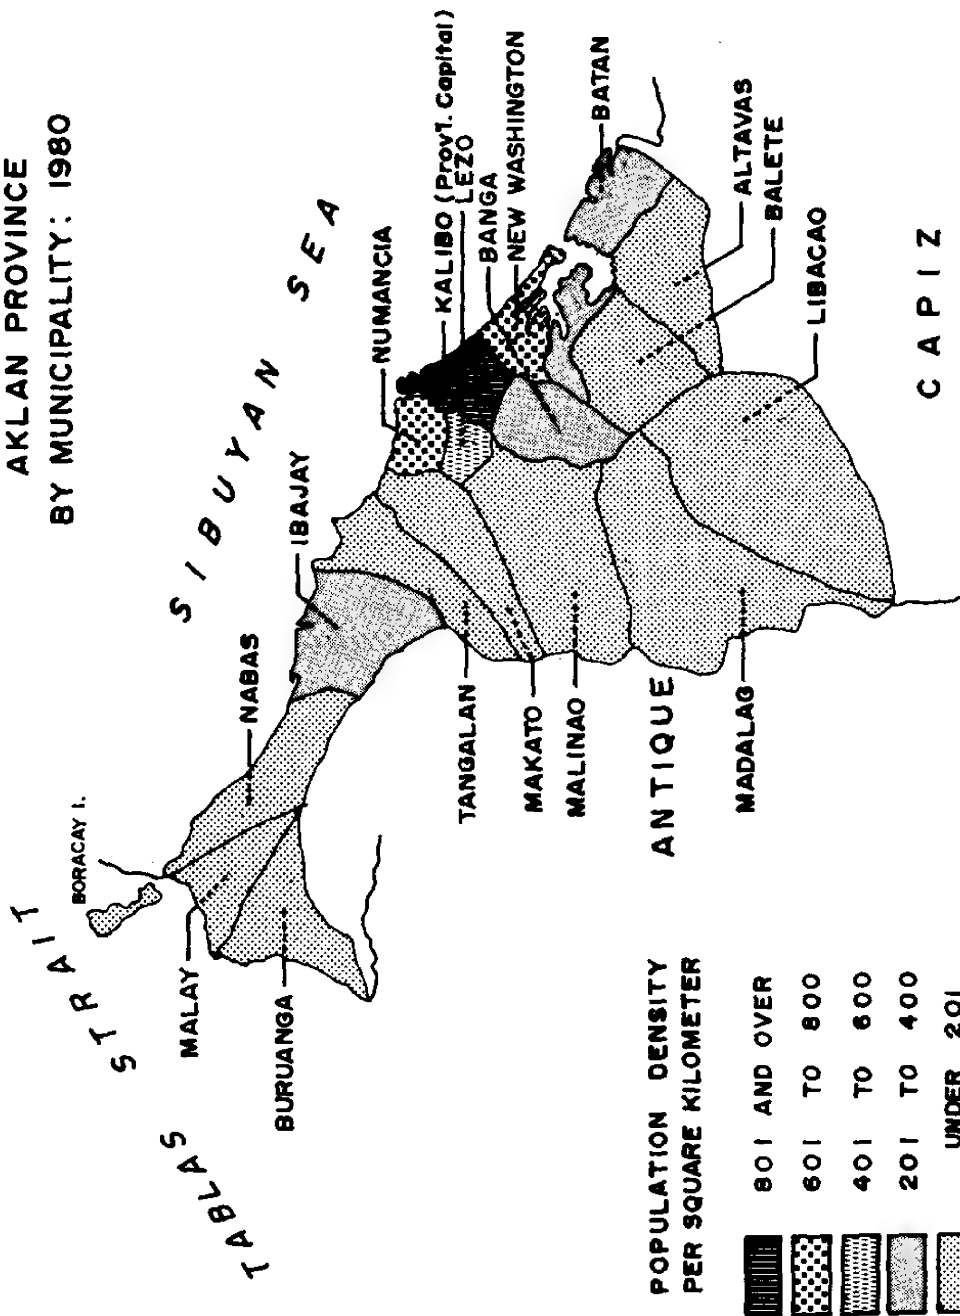 AKLAN PROVINCE
BY MUNICIPALITY: 1980
SIBUYAN SEA
TABLAS STRAIT
BORACAY I.
NABAS
IBAJAY
NUMANCIA
KALIBO (Prov'l. Capital)
LEZO
BANGA
NEW WASHINGTON
BATAN
ALTAVAS
BALETE
LIBACAO
CAPIZ
MALAY
BURUANGA
TANGALAN
MAKATO
MALINAO
ANTIQUE
MADALAG
POPULATION DENSITY
PER SQUARE KILOMETER
801 AND OVER
601 TO 800
401 TO 600
201 TO 400
UNDER 201